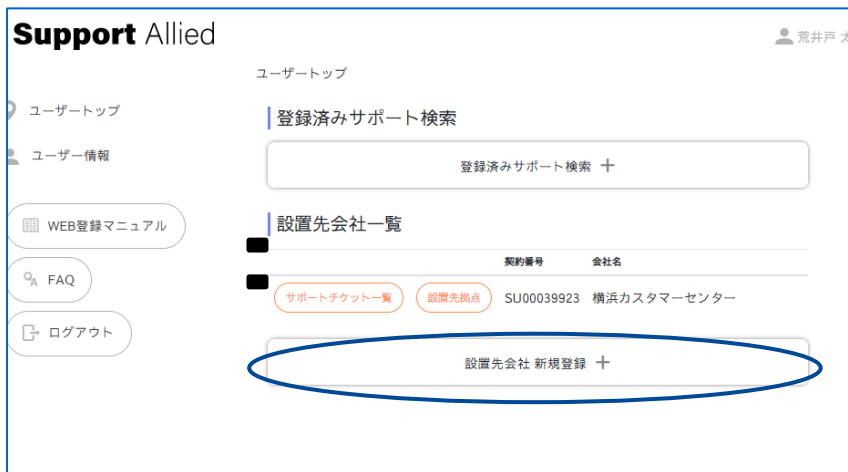 Support Allied
荒井戸 太
ユーザートップ
ユーザートップ
ユーザー情報
WEB登録マニュアル
FAQ
ログアウト
登録済みサポート検索
登録済みサポート検索 +
設置先会社一覧
契約番号 会社名
サポートチケット一覧 設置先拠点 SU00039923 横浜カスタマーセンター
設置先会社 新規登録 +